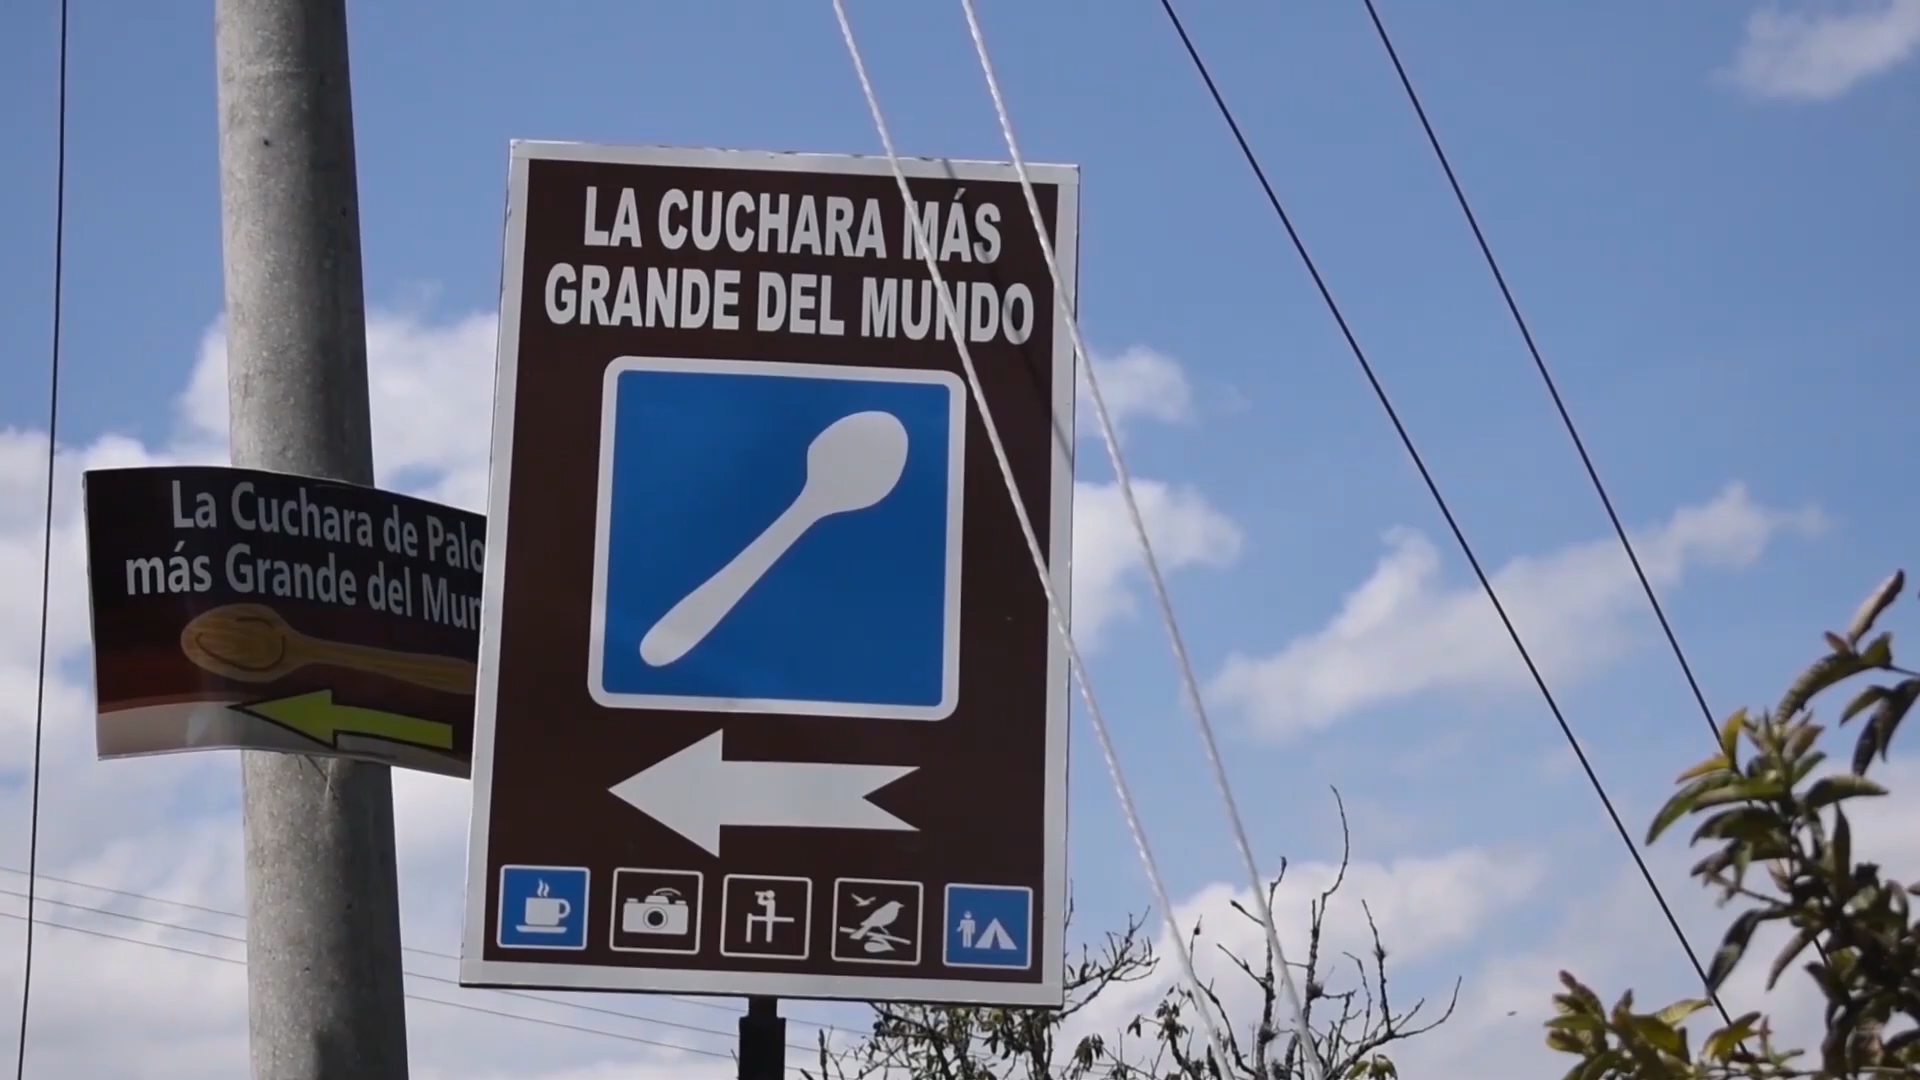 LA CUCHARA MÁS
GRANDE DEL MUNDO
La Cuchara de Palo
más Grande del Mun